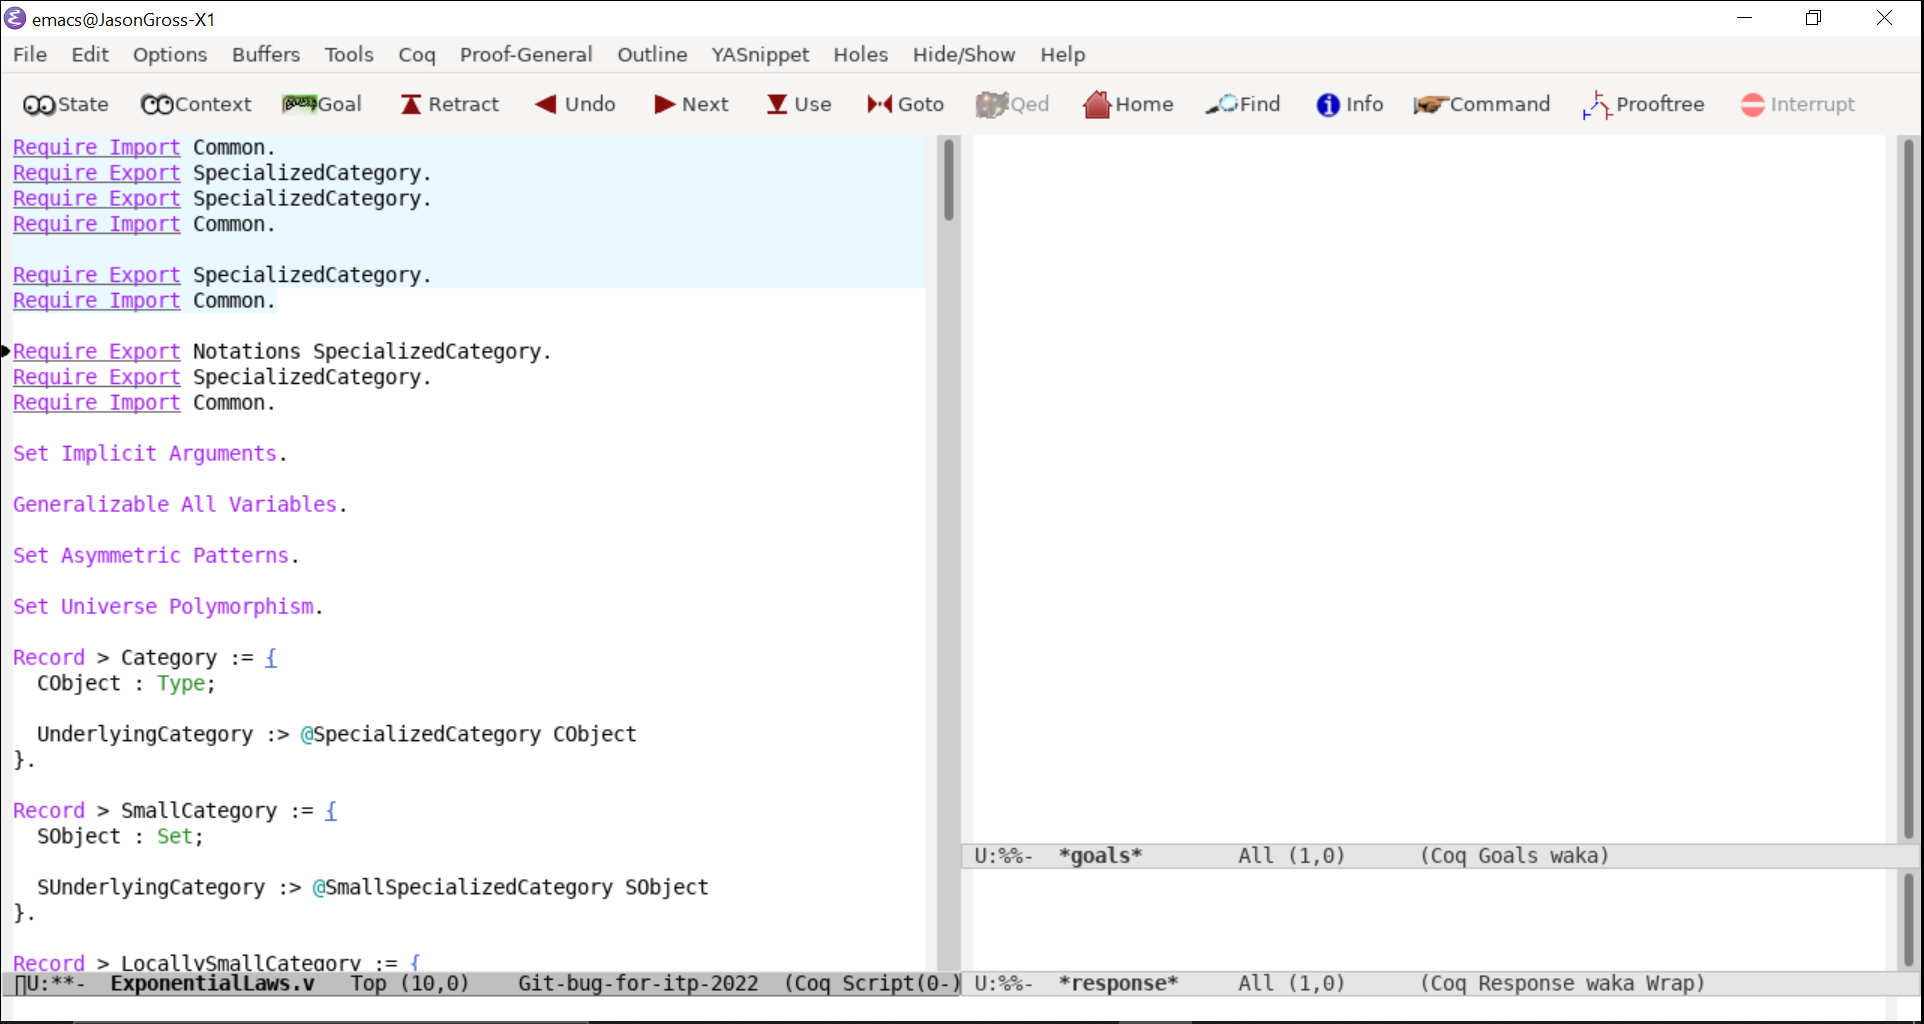 emacs@JasonGross-X1
File Edit Options Buffers Tools Coq Proof-General Outline YASnippet Holes Hide/Show Help
State Context Goal Retract Undo Next Use Goto Qed Home Find Info Command Prooftree Interrupt
Require Import Common.
Require Export SpecializedCategory.
Require Export SpecializedCategory.
Require Import Common.
Require Export SpecializedCategory.
Require Import Common.
Require Export Notations SpecializedCategory.
Require Export SpecializedCategory.
Require Import Common.
Set Implicit Arguments.
Generalizable All Variables.
Set Asymmetric Patterns.
Set Universe Polymorphism.
Record > Category := {
  CObject : Type;
  UnderlyingCategory :> @SpecializedCategory CObject
}.
Record > SmallCategory := {
  SObject : Set;
  SUnderlyingCategory :> @SmallSpecializedCategory SObject
}.
Record > LocallySmallCategory := {
U:**-  ExponentialLaws.v   Top (10,0)    Git-bug-for-itp-2022  (Coq Script(0-)
U:%%-  *goals*        All (1,0)      (Coq Goals waka)
U:%%-  *response*     All (1,0)      (Coq Response waka Wrap)